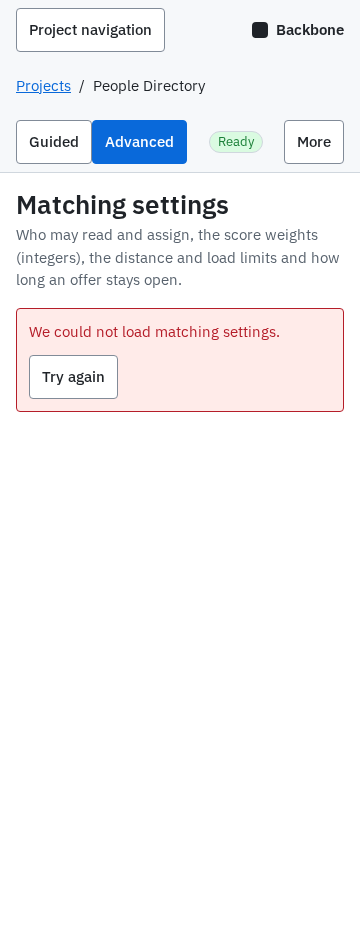 Project navigation
Backbone
Projects / People Directory
Guided
Advanced
Ready
More
Matching settings
Who may read and assign, the score weights
(integers), the distance and load limits and how
long an offer stays open.
We could not load matching settings.
Try again